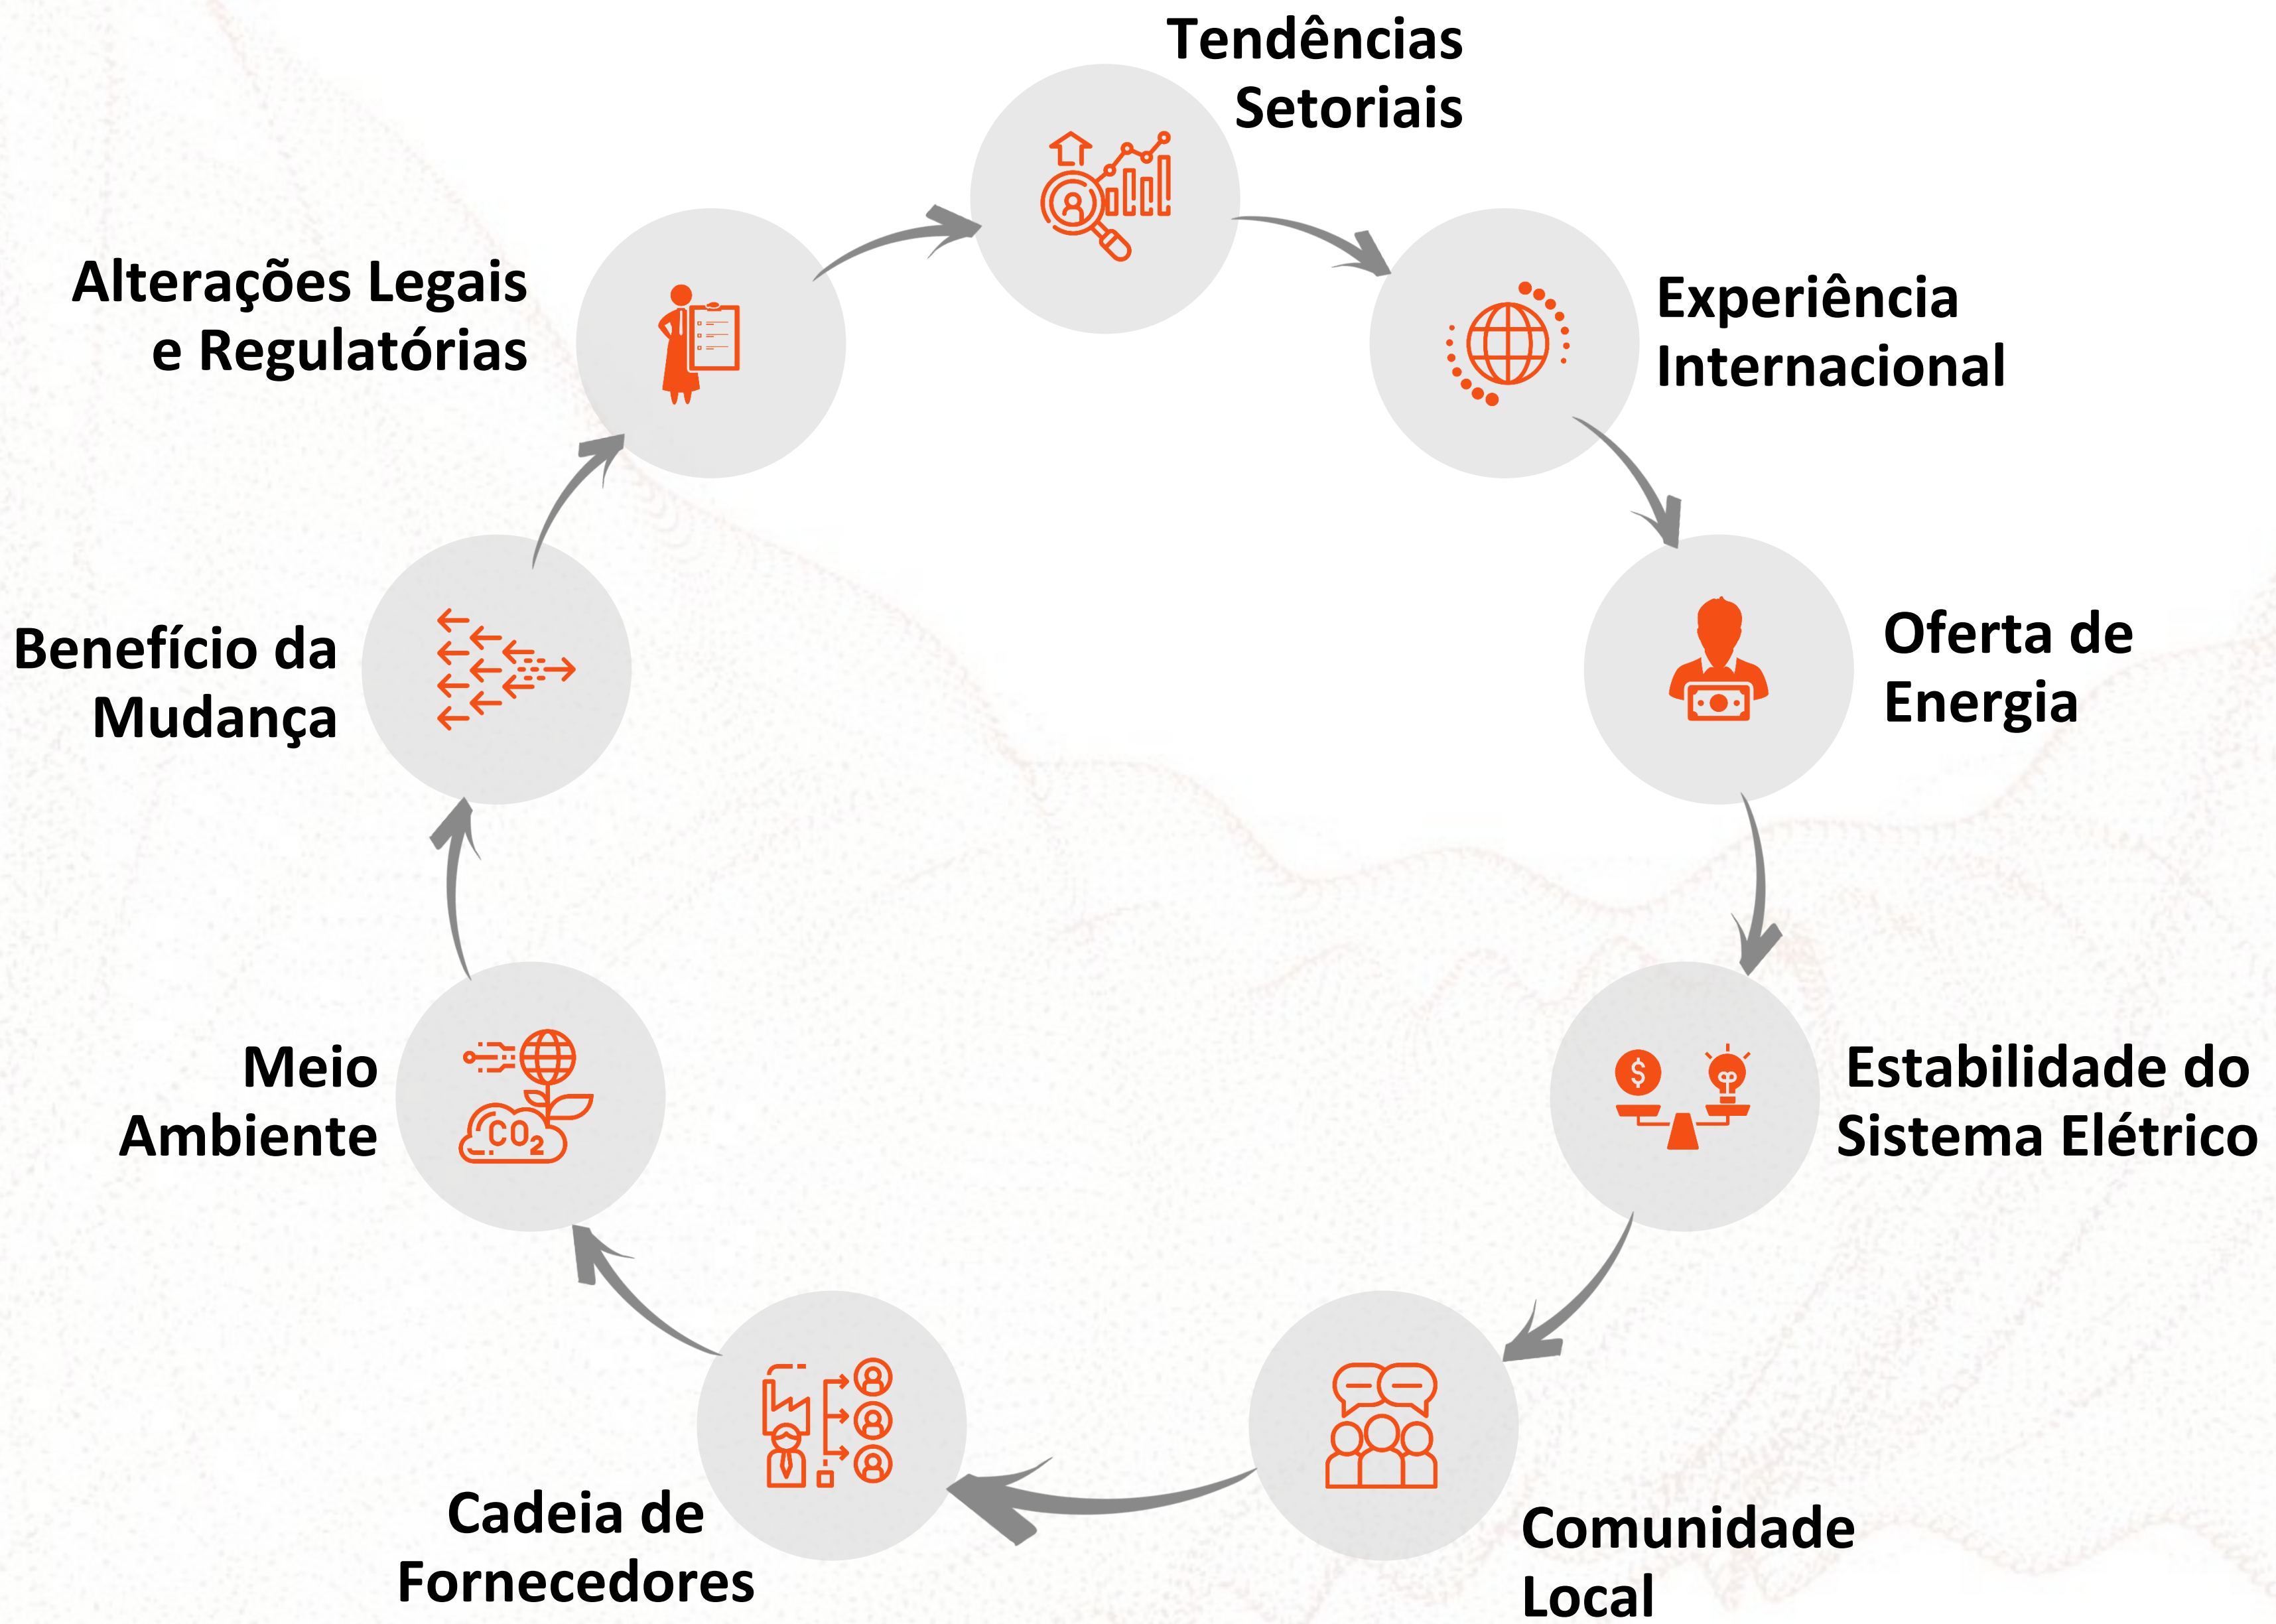 Tendências
Setoriais
Experiência
Internacional
Oferta de
Energia
Estabilidade do
Sistema Elétrico
Comunidade
Local
Cadeia de
Fornecedores
Meio
Ambiente
CO2
Benefício da
Mudança
Alterações Legais
e Regulatórias
$